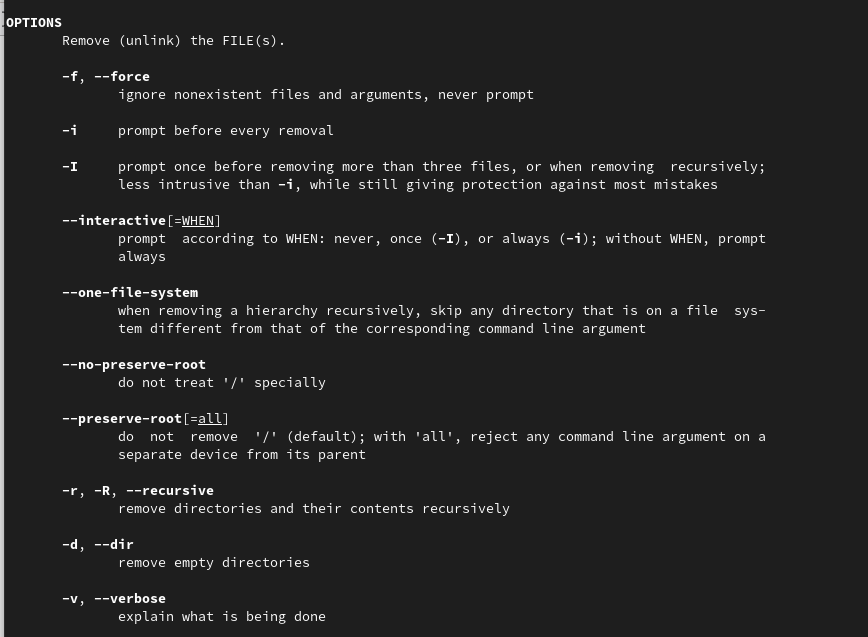 OPTIONS
Remove (unlink) the FILE(s).
-f, --force
ignore nonexistent files and arguments, never prompt
-i prompt before every removal
-I prompt once before removing more than three files, or when removing recursively;
less intrusive than -i, while still giving protection against most mistakes
--interactive[=WHEN]
prompt according to WHEN: never, once (-I), or always (-i); without WHEN, prompt
always
--one-file-system
when removing a hierarchy recursively, skip any directory that is on a file sys-
tem different from that of the corresponding command line argument
--no-preserve-root
do not treat '/' specially
--preserve-root[=all]
do not remove '/' (default); with 'all', reject any command line argument on a
separate device from its parent
-r, -R, --recursive
remove directories and their contents recursively
-d, --dir
remove empty directories
-v, --verbose
explain what is being done